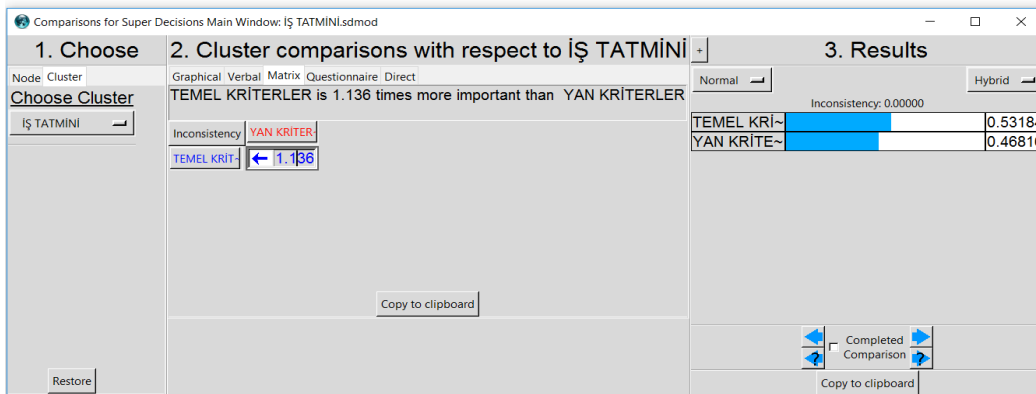 Comparisons for Super Decisions Main Window: İŞ TATMİNİ.sdmod
1. Choose
Node Cluster
Choose Cluster
İŞ TATMİNİ
Restore
2. Cluster comparisons with respect to İŞ TATMİNİ
Graphical Verbal Matrix Questionnaire Direct
TEMEL KRİTERLER is 1.136 times more important than YAN KRİTERLER
Inconsistency YAN KRİTER~
TEMEL KRİT~ 1.136
Copy to clipboard
+
3. Results
Normal Hybrid
Inconsistency: 0.00000
TEMEL KRİ~ 0.53184
YAN KRİTE~ 0.46816
Completed
Comparison
Copy to clipboard